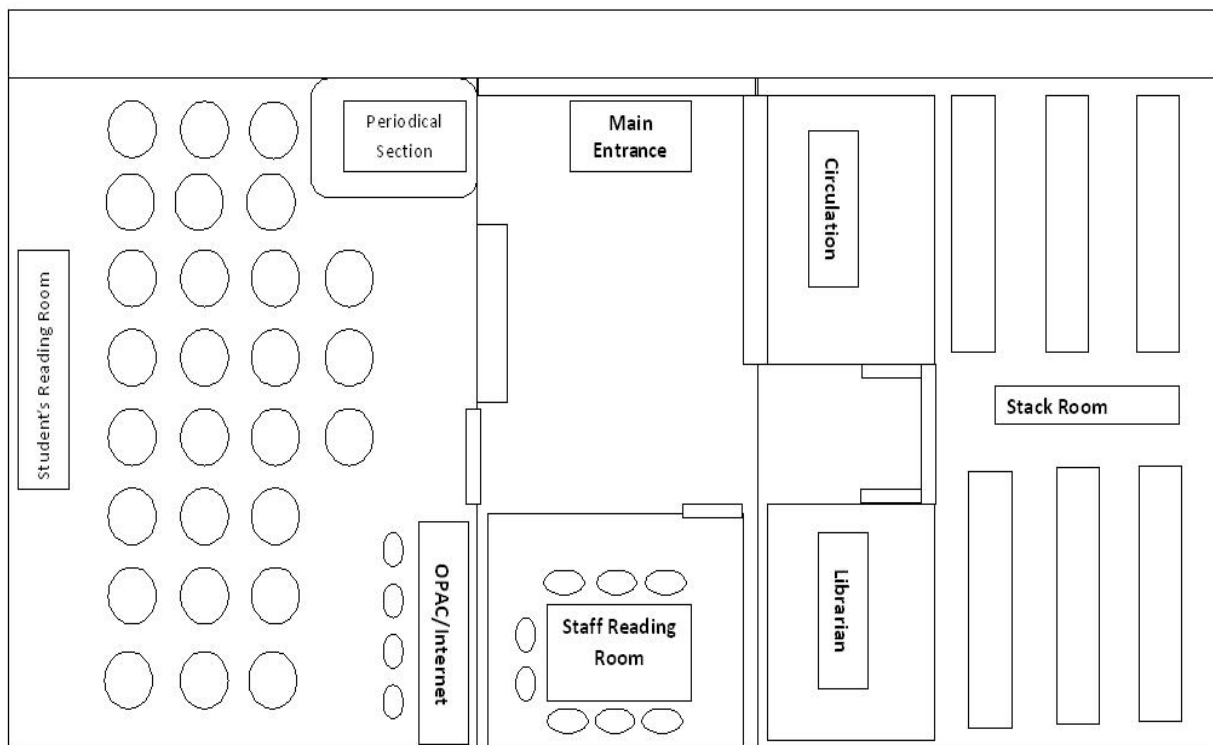 Periodical
Section
Main
Entrance
Circulation
Student's Reading Room
Stack Room
OPAC/Internet
Staff Reading
Room
Librarian